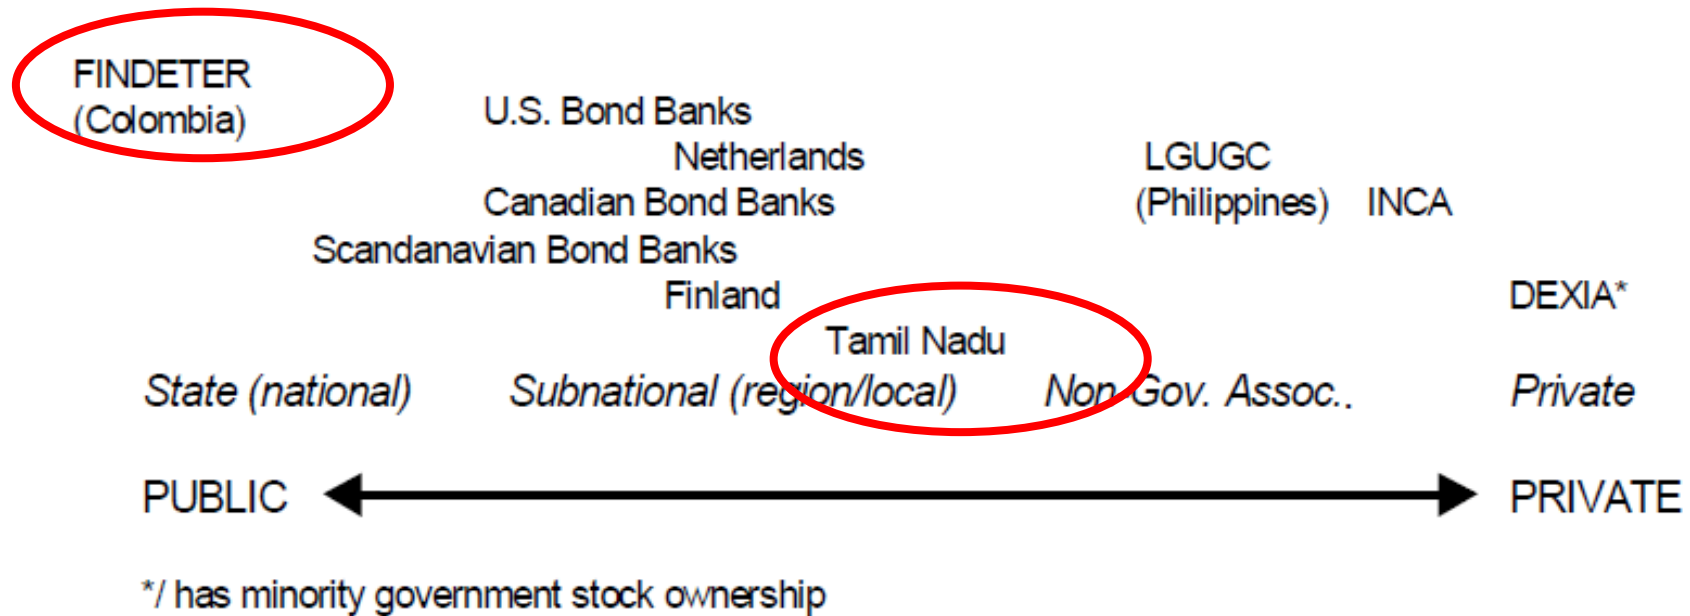 FINDETER
(Colombia)
U.S. Bond Banks
Netherlands LGUGC
Canadian Bond Banks (Philippines) INCA
Scandanavian Bond Banks
Finland DEXIA*
Tamil Nadu
State (national) Subnational (region/local) Non-Gov. Assoc.. Private
PUBLIC PRIVATE
*/ has minority government stock ownership